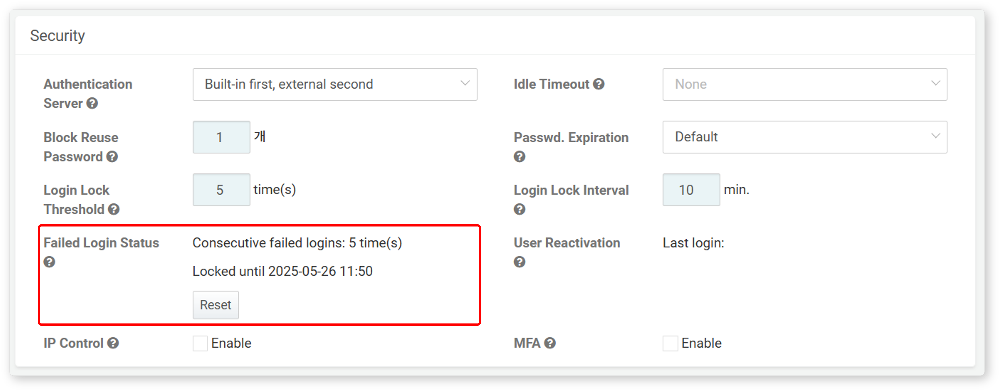 Security
Authentication
Server
Built-in first, external second
Idle Timeout
None
Block Reuse
Password
1 개
Passwd. Expiration
Default
Login Lock
Threshold
5 time(s)
Login Lock Interval
10 min.
Failed Login Status
Consecutive failed logins: 5 time(s)
Locked until 2025-05-26 11:50
Reset
User Reactivation
Last login:
IP Control
Enable
MFA
Enable